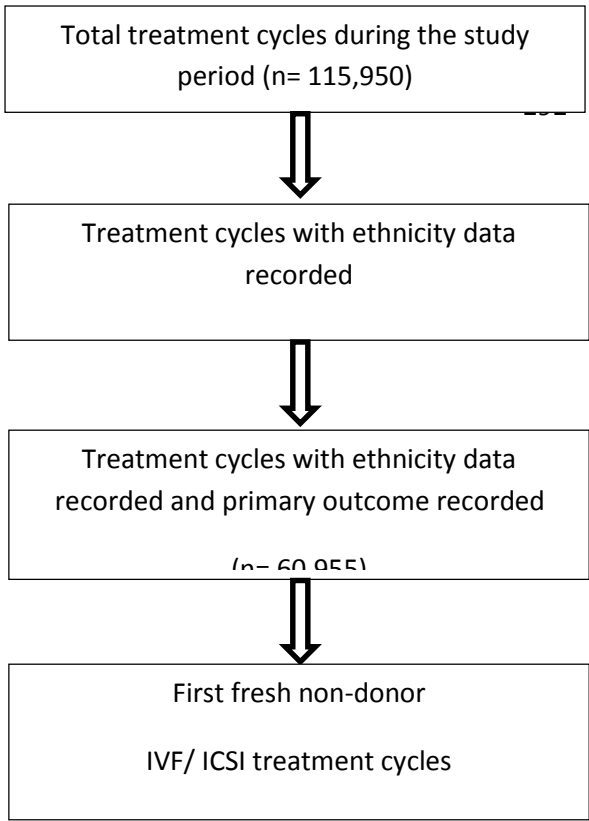 Total treatment cycles during the study
period (n= 115,950)
Treatment cycles with ethnicity data
recorded
Treatment cycles with ethnicity data
recorded and primary outcome recorded
(n= 60,955)
First fresh non-donor
IVF/ ICSI treatment cycles